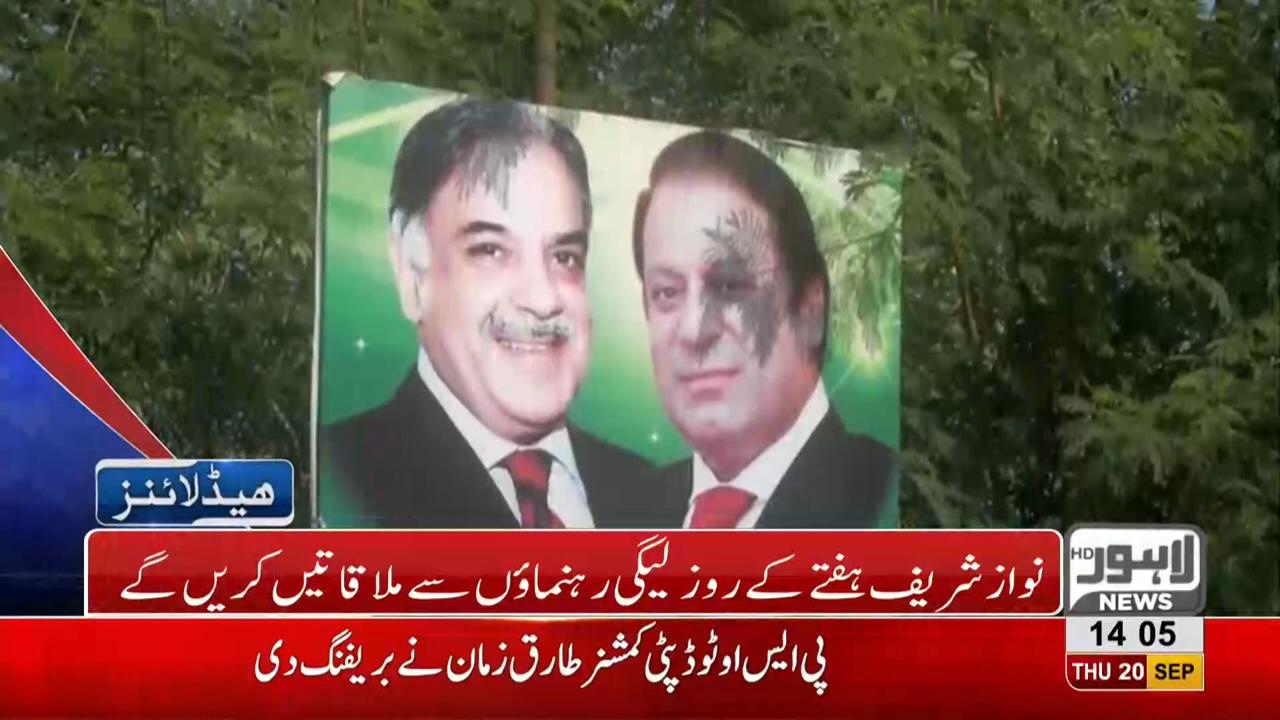 ہیڈلائنز
نواز شریف ہفتے کے روز لیگی رہنماؤں سے ملاقاتیں کریں گے
لاہور HD
NEWS
14 05
THU 20 SEP
پی ایس او ٹو ڈپٹی کمشنر طارق زمان نے بریفنگ دی